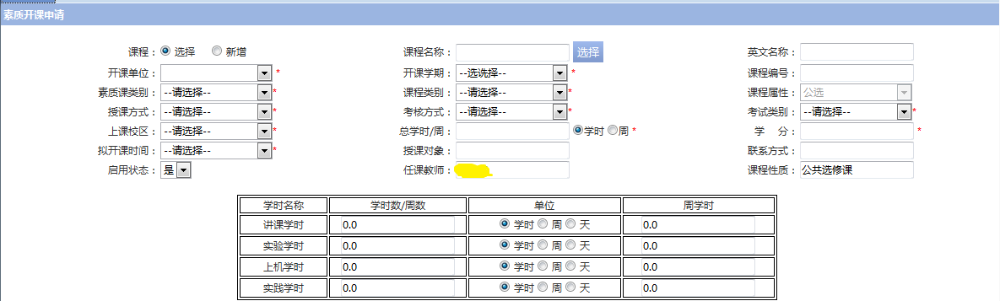 素质开课申请
课程： 选择 新增 课程名称： 选择 英文名称：
开课单位： * 开课学期： --选诜择-- * 课程编号：
素质课类别： --请选择-- * 课程类别： --请选择-- * 课程属性： 公选
授课方式： --请选择-- * 考核方式： --请选择-- * 考试类别： --请选择-- *
上课校区： --请选择-- * 总学时/周： 学时 周 * 学 分： *
拟开课时间： --请选择-- * 授课对象： 联系方式：
启用状态： 是 任课教师： 课程性质： 公共选修课
学时名称 学时数/周数 单位 周学时
讲课学时 0.0 学时 周 天 0.0
实验学时 0.0 学时 周 天 0.0
上机学时 0.0 学时 周 天 0.0
实践学时 0.0 学时 周 天 0.0